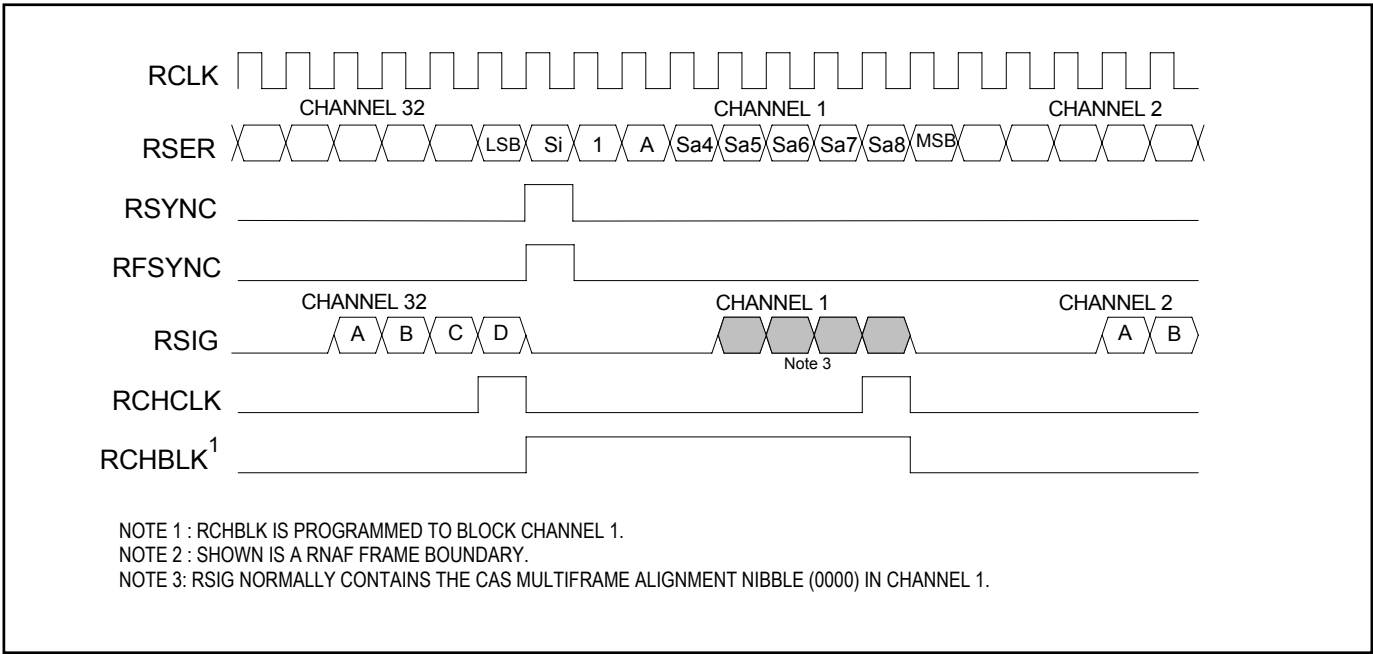 RCLK
CHANNEL 32 CHANNEL 1 CHANNEL 2
RSER LSB Si 1 A Sa4 Sa5 Sa6 Sa7 Sa8 MSB
RSYNC
RFSYNC
CHANNEL 32 CHANNEL 1 CHANNEL 2
RSIG A B C D A B
Note 3
RCHCLK
RCHBLK1
NOTE 1 : RCHBLK IS PROGRAMMED TO BLOCK CHANNEL 1.
NOTE 2 : SHOWN IS A RNAF FRAME BOUNDARY.
NOTE 3: RSIG NORMALLY CONTAINS THE CAS MULTIFRAME ALIGNMENT NIBBLE (0000) IN CHANNEL 1.